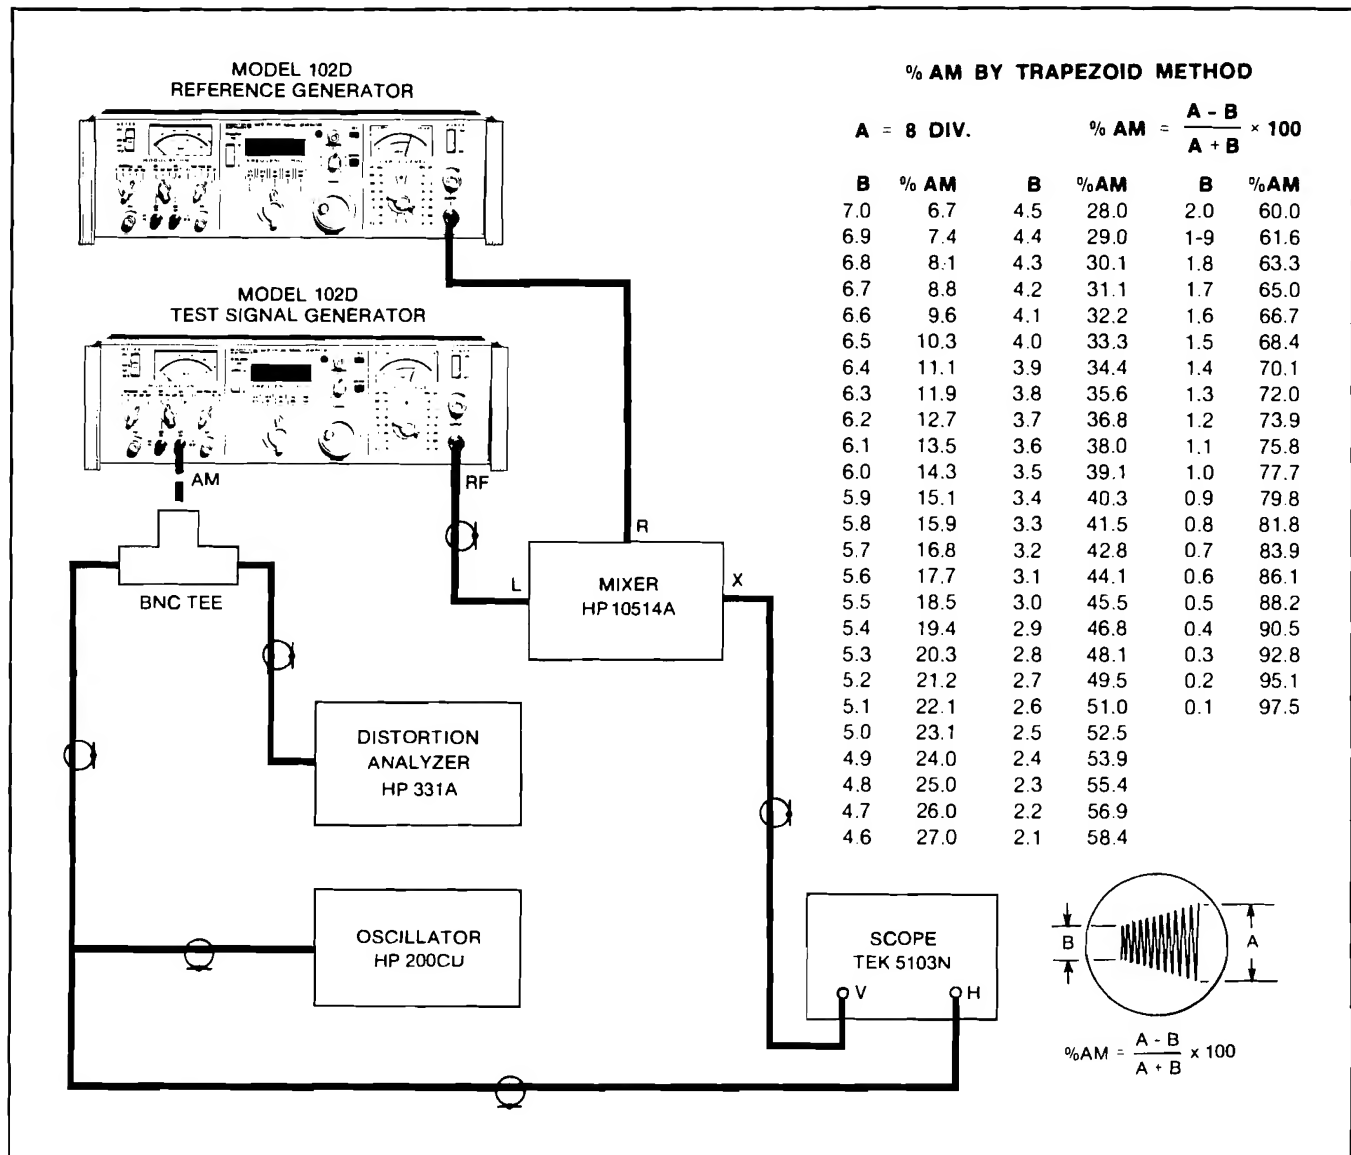 MODEL 102D
REFERENCE GENERATOR
MODEL 102D
TEST SIGNAL GENERATOR
AM
RF
BNC TEE
L
R
X
MIXER
HP 10514A
DISTORTION
ANALYZER
HP 331A
OSCILLATOR
HP 200CU
SCOPE
TEK 5103N
V
H
% AM BY TRAPEZOID METHOD
A = 8 DIV. % AM = A - B / A + B × 100
B % AM B %AM B %AM
7.0 6.7 4.5 28.0 2.0 60.0
6.9 7.4 4.4 29.0 1-9 61.6
6.8 8.1 4.3 30.1 1.8 63.3
6.7 8.8 4.2 31.1 1.7 65.0
6.6 9.6 4.1 32.2 1.6 66.7
6.5 10.3 4.0 33.3 1.5 68.4
6.4 11.1 3.9 34.4 1.4 70.1
6.3 11.9 3.8 35.6 1.3 72.0
6.2 12.7 3.7 36.8 1.2 73.9
6.1 13.5 3.6 38.0 1.1 75.8
6.0 14.3 3.5 39.1 1.0 77.7
5.9 15.1 3.4 40.3 0.9 79.8
5.8 15.9 3.3 41.5 0.8 81.8
5.7 16.8 3.2 42.8 0.7 83.9
5.6 17.7 3.1 44.1 0.6 86.1
5.5 18.5 3.0 45.5 0.5 88.2
5.4 19.4 2.9 46.8 0.4 90.5
5.3 20.3 2.8 48.1 0.3 92.8
5.2 21.2 2.7 49.5 0.2 95.1
5.1 22.1 2.6 51.0 0.1 97.5
5.0 23.1 2.5 52.5
4.9 24.0 2.4 53.9
4.8 25.0 2.3 55.4
4.7 26.0 2.2 56.9
4.6 27.0 2.1 58.4
B
A
%AM = A - B / A + B x 100